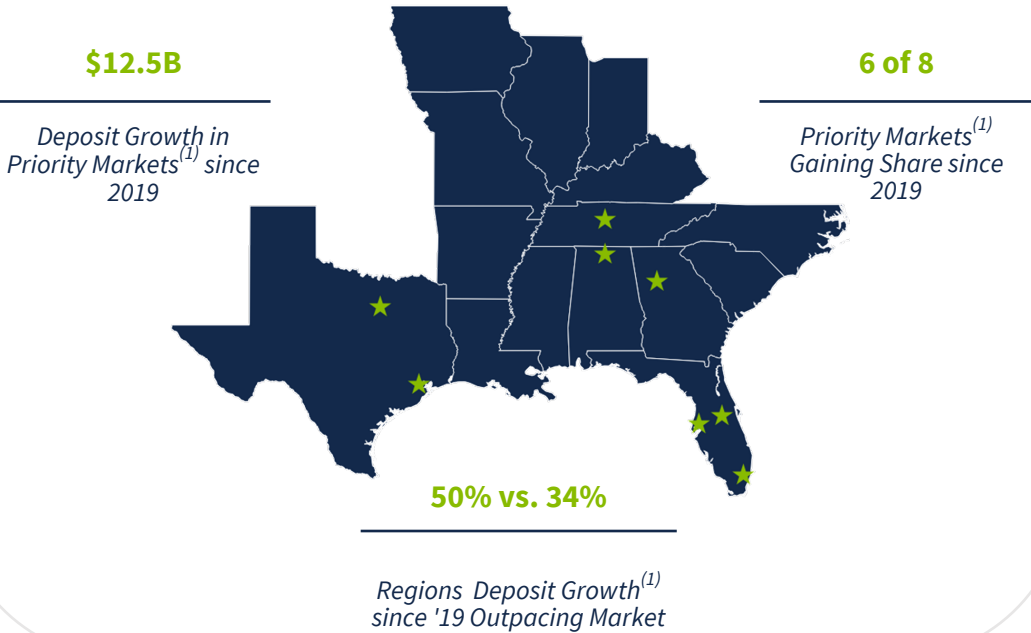 $12.5B
Deposit Growth in
Priority Markets(1) since
2019
6 of 8
Priority Markets(1)
Gaining Share since
2019
50% vs. 34%
Regions Deposit Growth(1)
since '19 Outpacing Market